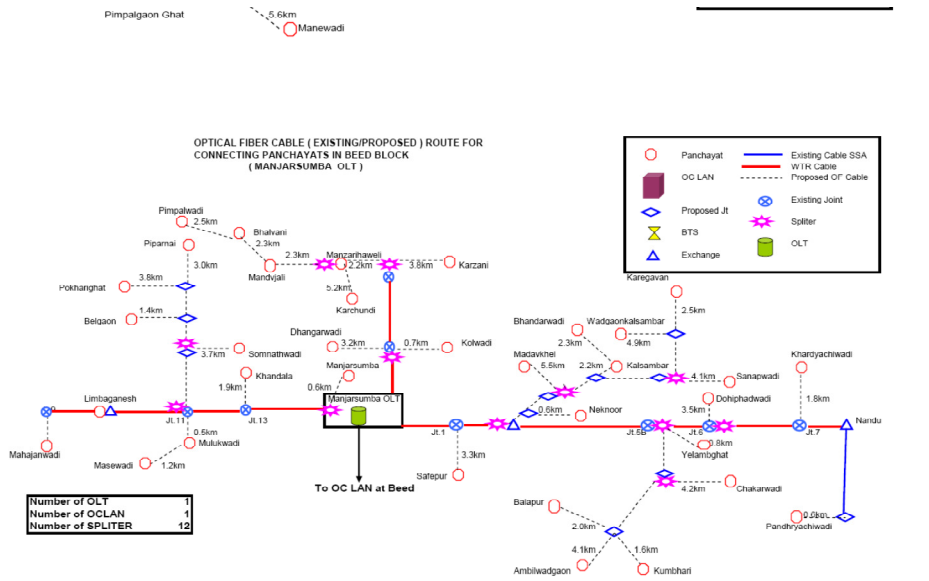 Pimpalgaon Ghat
5.6km
Manewadi
OPTICAL FIBER CABLE ( EXISTING/PROPOSED ) ROUTE FOR
CONNECTING PANCHAYATS IN BEED BLOCK
( MANJARSUMBA OLT )
Panchayat
Existing Cable SSA
WTR Cable
OC LAN
Proposed OF Cable
Existing Joint
Proposed Jt
Spliter
BTS
OLT
Exchange
Pimpalwadi
2.5km
Bhalvani
Piparnai
2.3km
2.3km
Manzarihaweli
3.0km
2.2km
3.8km
Karzani
Mandvjali
3.8km
Pokhanghat
5.2km
Karchundi
Karegavan
2.5km
1.4km
Belgaon
Bhandarwadi
Wadgaonkalsambar
2.3km
4.9km
Dhangarwadi
3.2km
0.7km
Kolwadi
3.7km
Somnathwadi
Madavkhel
5.5km
2.2km
Kalsambar
Khardyachiwadi
Manjarsumba
Khandala
4.1km
Sanapwadi
1.9km
0.6km
Limbaganesh
Manjarsumba OLT
Dohiphadwadi
1.8km
0.6km
Neknoor
3.5km
Jt.11
Jt.13
Jt.1
Jt.5B
Jt.6
Jt.7
Nandu
0.5km
Mulukwadi
0.8km
Yelambghat
Mahajanwadi
Masewadi
1.2km
3.3km
Safepur
To OC LAN at Beed
4.2km
Chakarwadi
Balapur
Number of OLT 1
Number of OCLAN 1
Number of SPLITER 12
2.0km
0.0km
Pandhryachiwadi
4.1km
1.6km
Ambilwadgaon
Kumbhari